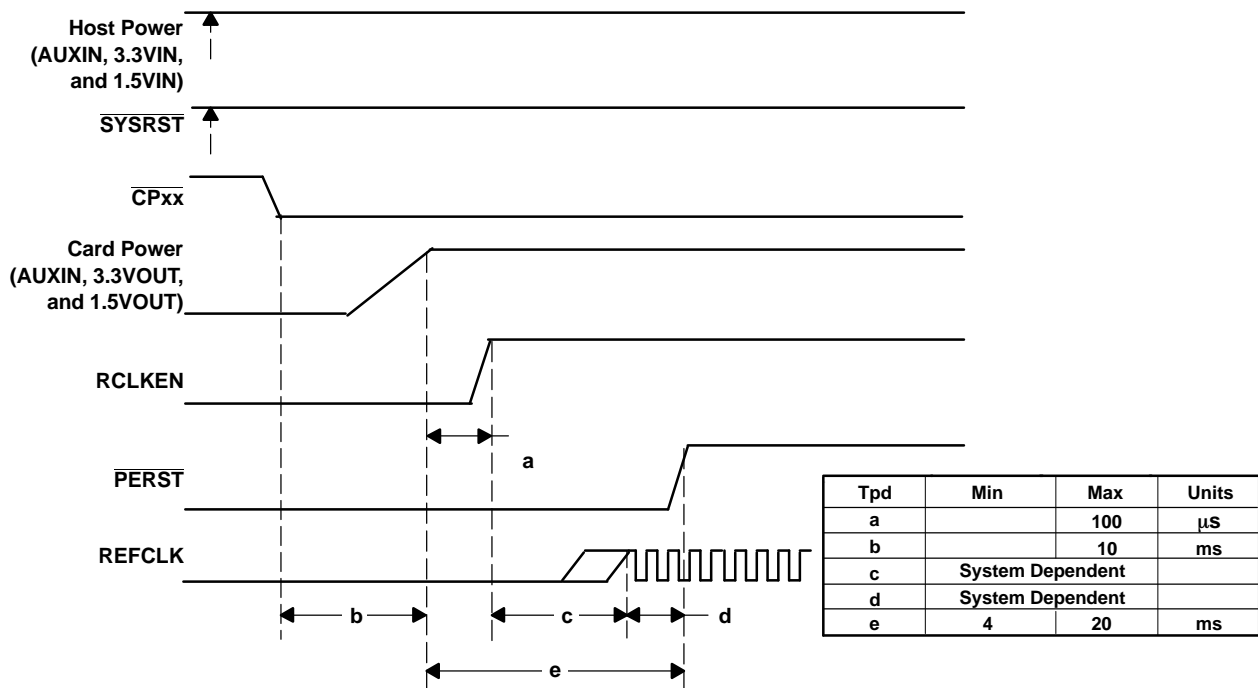 Host Power
(AUXIN, 3.3VIN,
and 1.5VIN)
SYSRST
CPxx
Card Power
(AUXIN, 3.3VOUT,
and 1.5VOUT)
RCLKEN
a
PERST
REFCLK
b
c
d
e
Tpd Min Max Units
a 100 μs
b 10 ms
c System Dependent
d System Dependent
e 4 20 ms